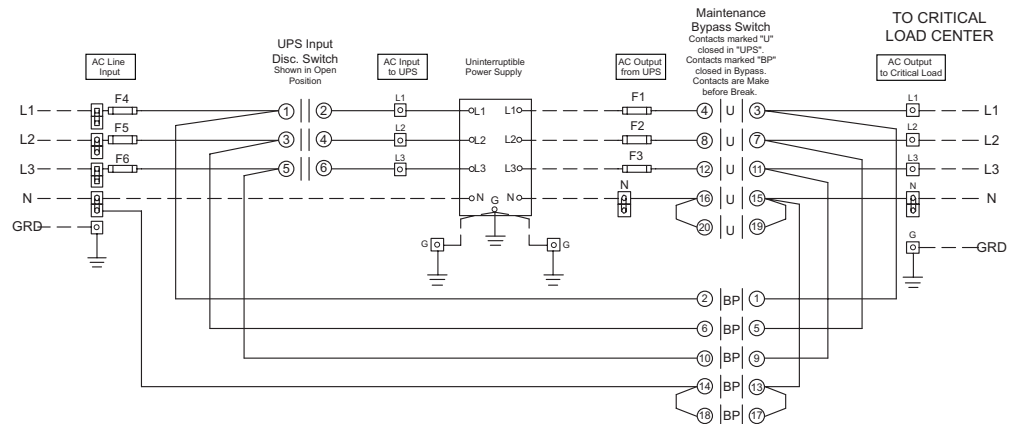 Maintenance
Bypass Switch
Contacts marked "U"
closed in "UPS".
Contacts marked "BP"
closed in Bypass.
Contacts are Make
before Break.
TO CRITICAL
LOAD CENTER
UPS Input
Disc. Switch
Shown in Open
Position
AC Line
Input
AC Input
to UPS
Uninterruptible
Power Supply
AC Output
from UPS
AC Output
to Critical Load
L1 F4 1 2 L1 L1 L1 F1 4 U 3 L1 L1
L2 F5 3 4 L2 L2 L2 F2 8 U 7 L2 L2
L3 F6 5 6 L3 L3 L3 F3 12 U 11 L3 L3
N N G N N 16 U 15 N N
GRD 20 U 19
G G G GRD
2 BP 1
6 BP 5
10 BP 9
14 BP 13
18 BP 17